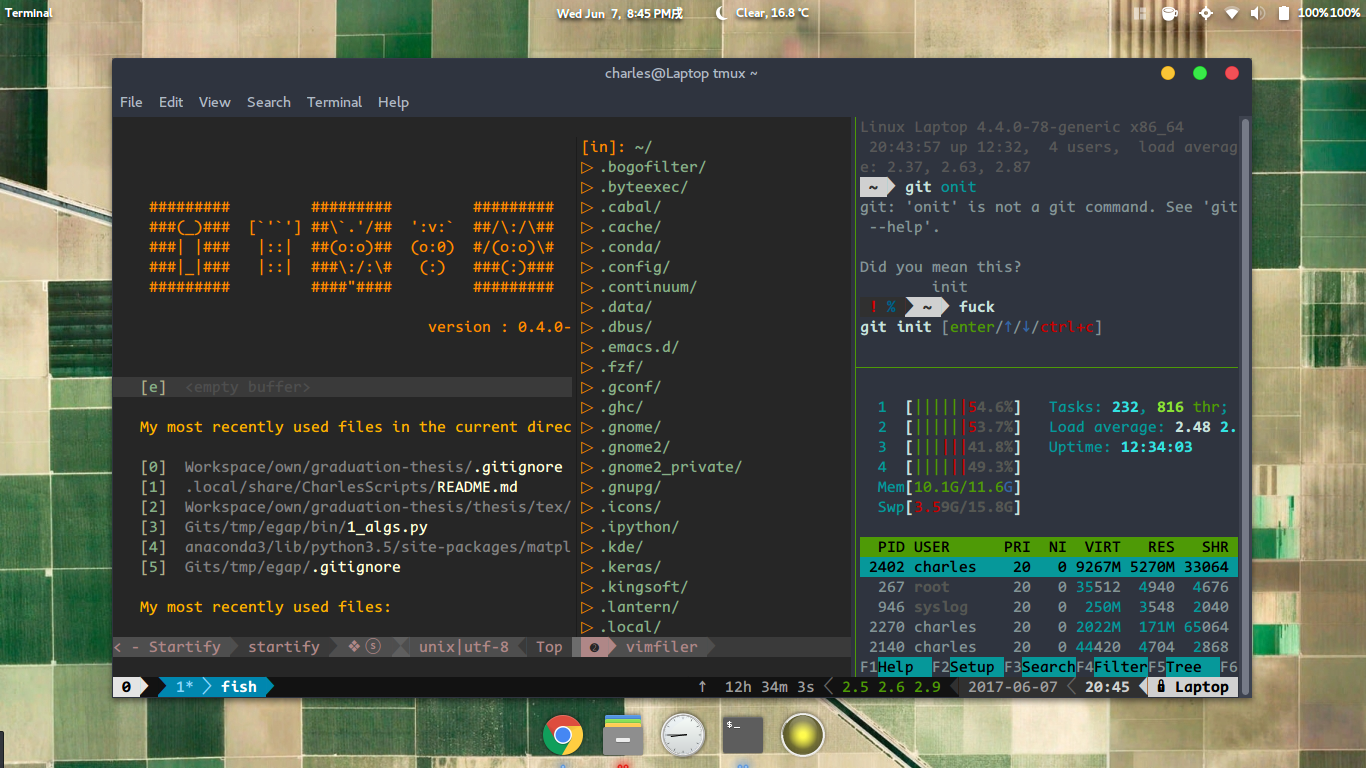 Terminal
Wed Jun 7, 8:45 PM戌
Clear, 16.8 ℃
100% 100%
charles@Laptop tmux ~
File Edit View Search Terminal Help
#########         #########         #########
###(_)###  [`'`'] ##\`.'/##  ':v:`  ##/\:/\##
###| |###   |::|  ##(o:o)##  (o:0)  #/(o:o)\#
###|_|###   |::|  ###\:/:\#   (:)   ###(:)###
#########         ####"####         #########
version : 0.4.0-
[e] <empty buffer>
My most recently used files in the current direc
[0] Workspace/own/graduation-thesis/.gitignore
[1] .local/share/CharlesScripts/README.md
[2] Workspace/own/graduation-thesis/thesis/tex/
[3] Gits/tmp/egap/bin/1_algs.py
[4] anaconda3/lib/python3.5/site-packages/matpl
[5] Gits/tmp/egap/.gitignore
My most recently used files:
< - Startify startify ❖ ⓢ unix|utf-8 Top
[in]: ~/
▷ .bogofilter/
▷ .byteexec/
▷ .cabal/
▷ .cache/
▷ .conda/
▷ .config/
▷ .continuum/
▷ .data/
▷ .dbus/
▷ .emacs.d/
▷ .fzf/
▷ .gconf/
▷ .ghc/
▷ .gnome/
▷ .gnome2/
▷ .gnome2_private/
▷ .gnupg/
▷ .icons/
▷ .ipython/
▷ .kde/
▷ .keras/
▷ .kingsoft/
▷ .lantern/
▷ .local/
❷ vimfiler
Linux Laptop 4.4.0-78-generic x86_64
20:43:57 up 12:32, 4 users, load averag
e: 2.37, 2.63, 2.87
~ git onit
git: 'onit' is not a git command. See 'git
--help'.
Did you mean this?
init
! % ~ fuck
git init [enter/↑/↓/ctrl+c]
1 [||||||54.6%] Tasks: 232, 816 thr;
2 [||||||53.7%] Load average: 2.48 2.
3 [||||||41.8%] Uptime: 12:34:03
4 [||||||49.3%]
Mem[10.1G/11.6G]
Swp[3.59G/15.8G]
PID USER PRI NI VIRT RES SHR
2402 charles 20 0 9267M 5270M 33064
267 root 20 0 35512 4940 4676
946 syslog 20 0 250M 3548 2040
2270 charles 20 0 2022M 171M 65064
2140 charles 20 0 44420 4704 2868
F1Help F2Setup F3SearchF4FilterF5Tree F6
0 1* fish ↑ 12h 34m 3s 2.5 2.6 2.9 2017-06-07 20:45 Laptop
$_